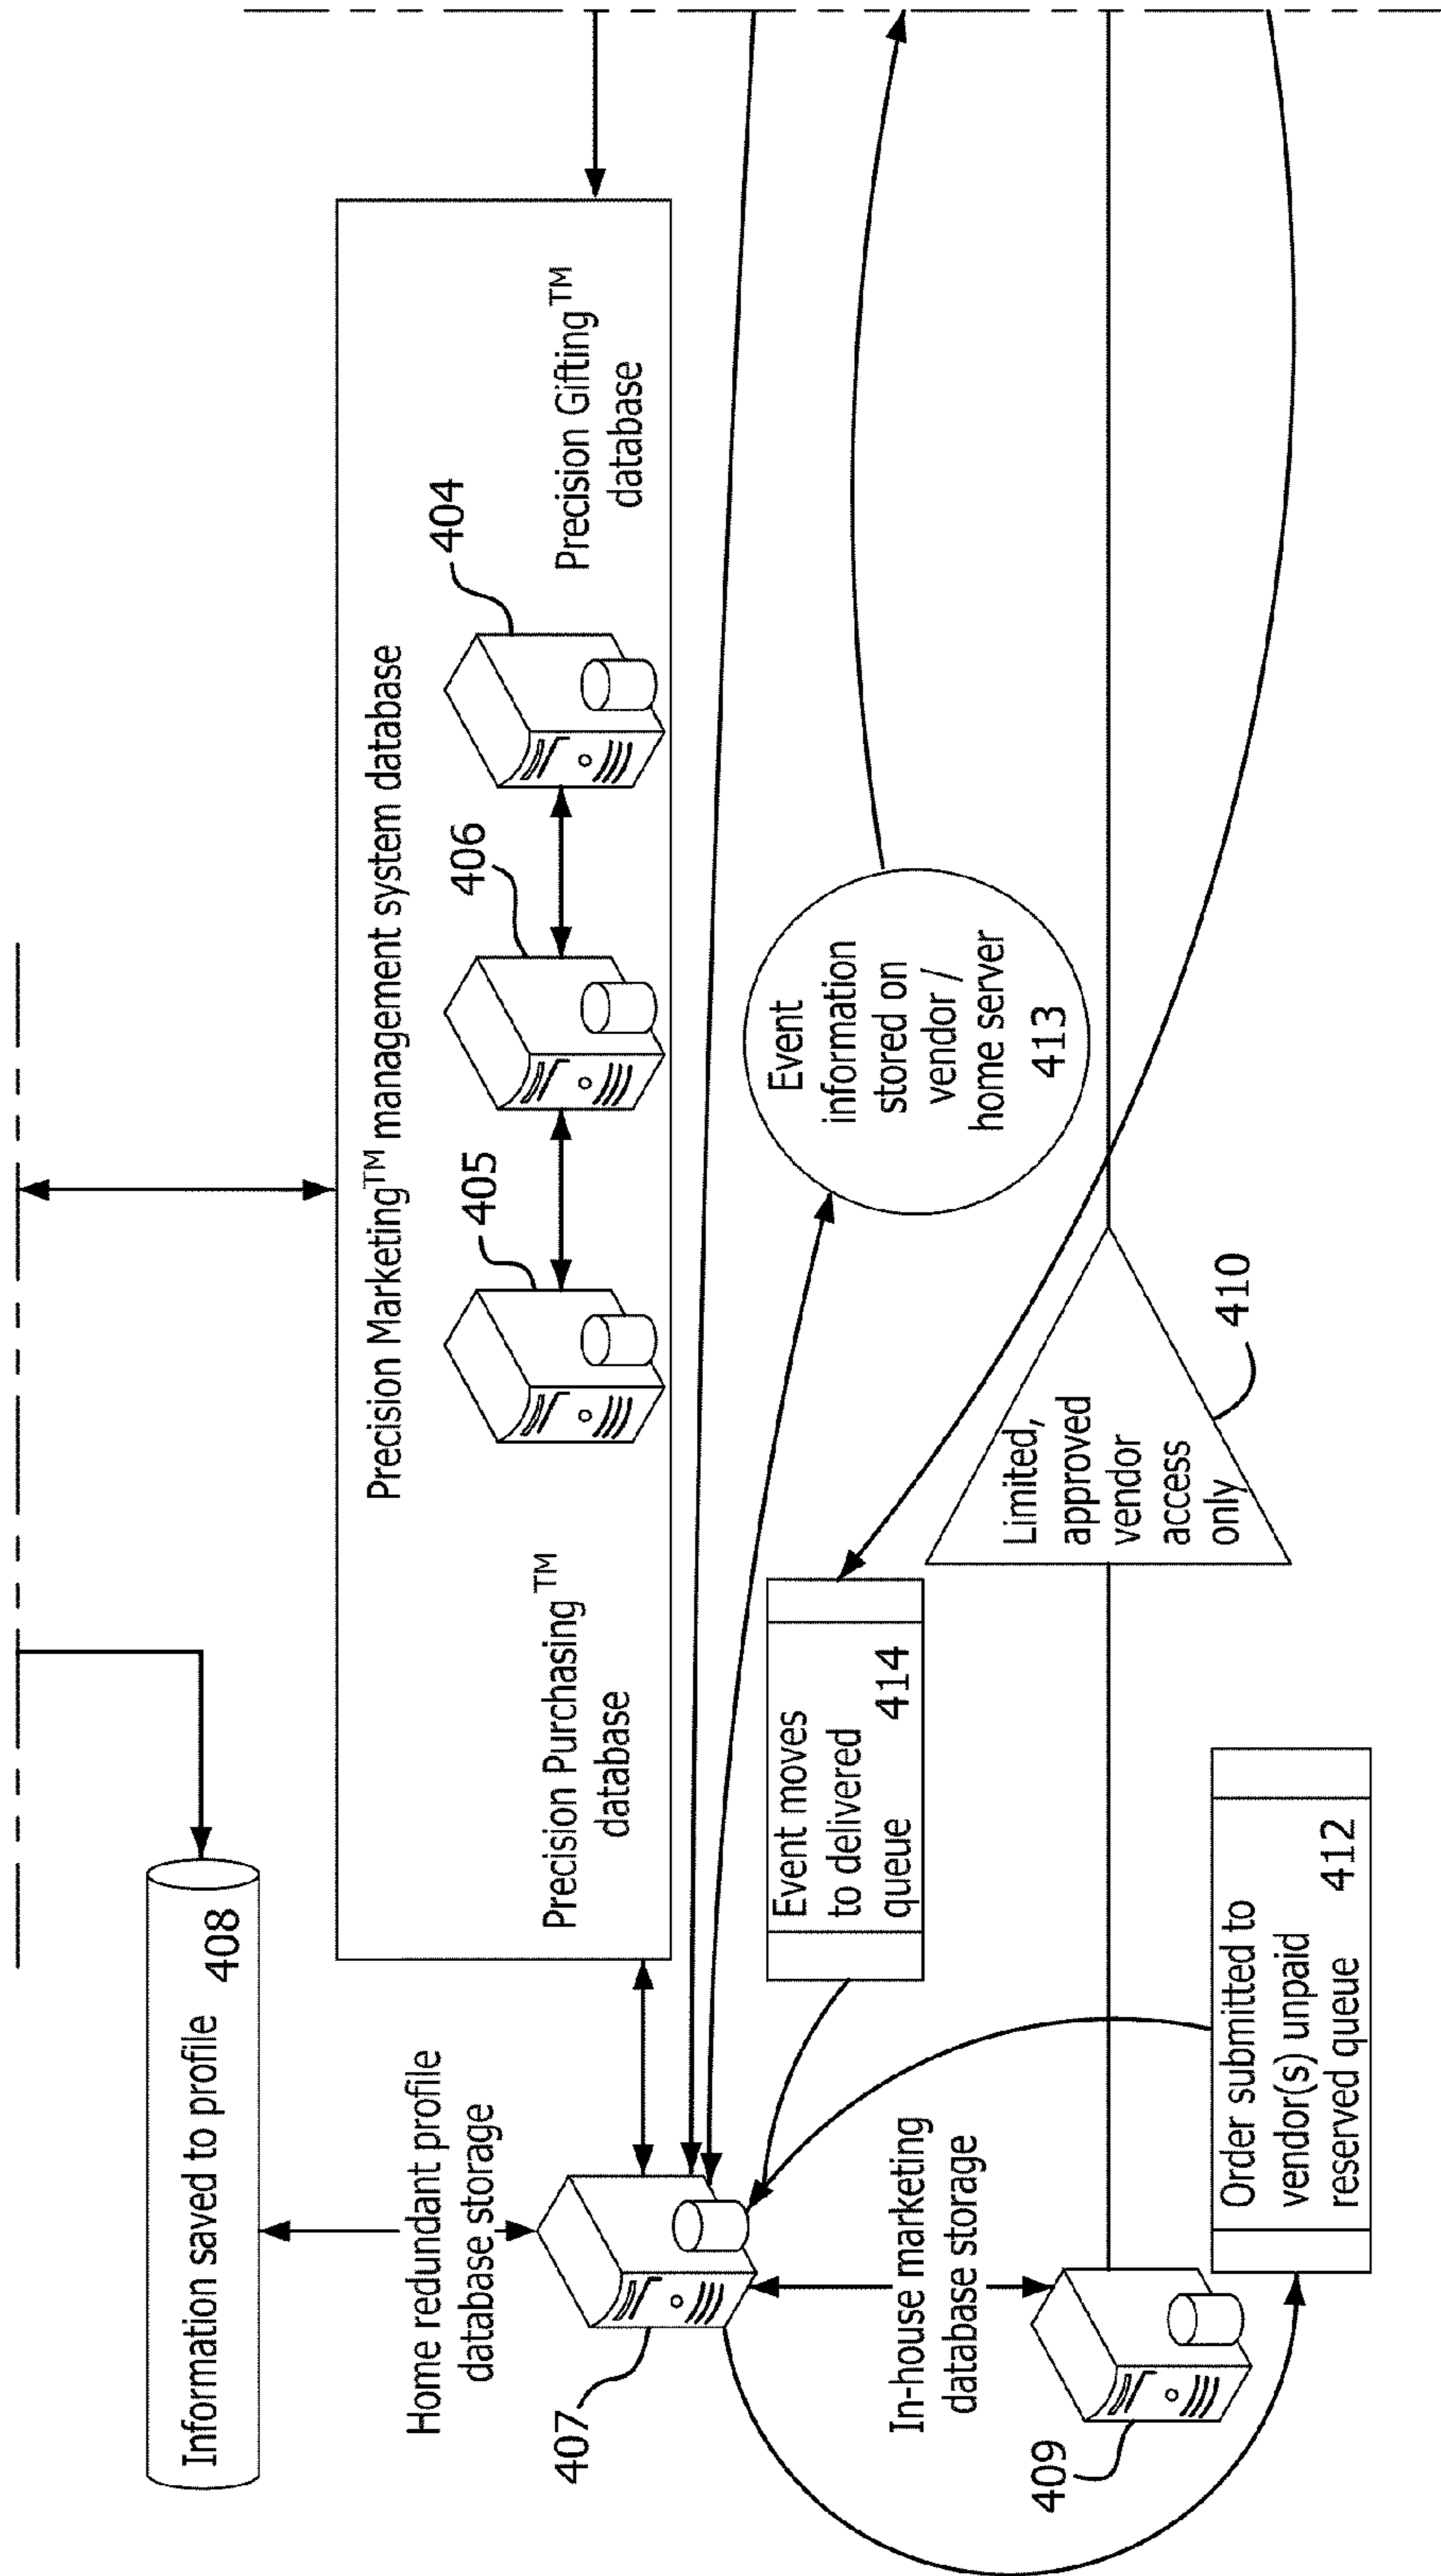 Information saved to profile 408
Precision Marketing™ management system database
405
406
404
Precision Purchasing™
database
Precision Gifting™
database
Home redundant profile
database storage
407
Event moves
to delivered
queue 414
Event
information
stored on
vendor /
home server
413
In-house marketing
database storage
409
Limited,
approved
vendor
access
only
410
Order submitted to
vendor(s) unpaid
reserved queue 412